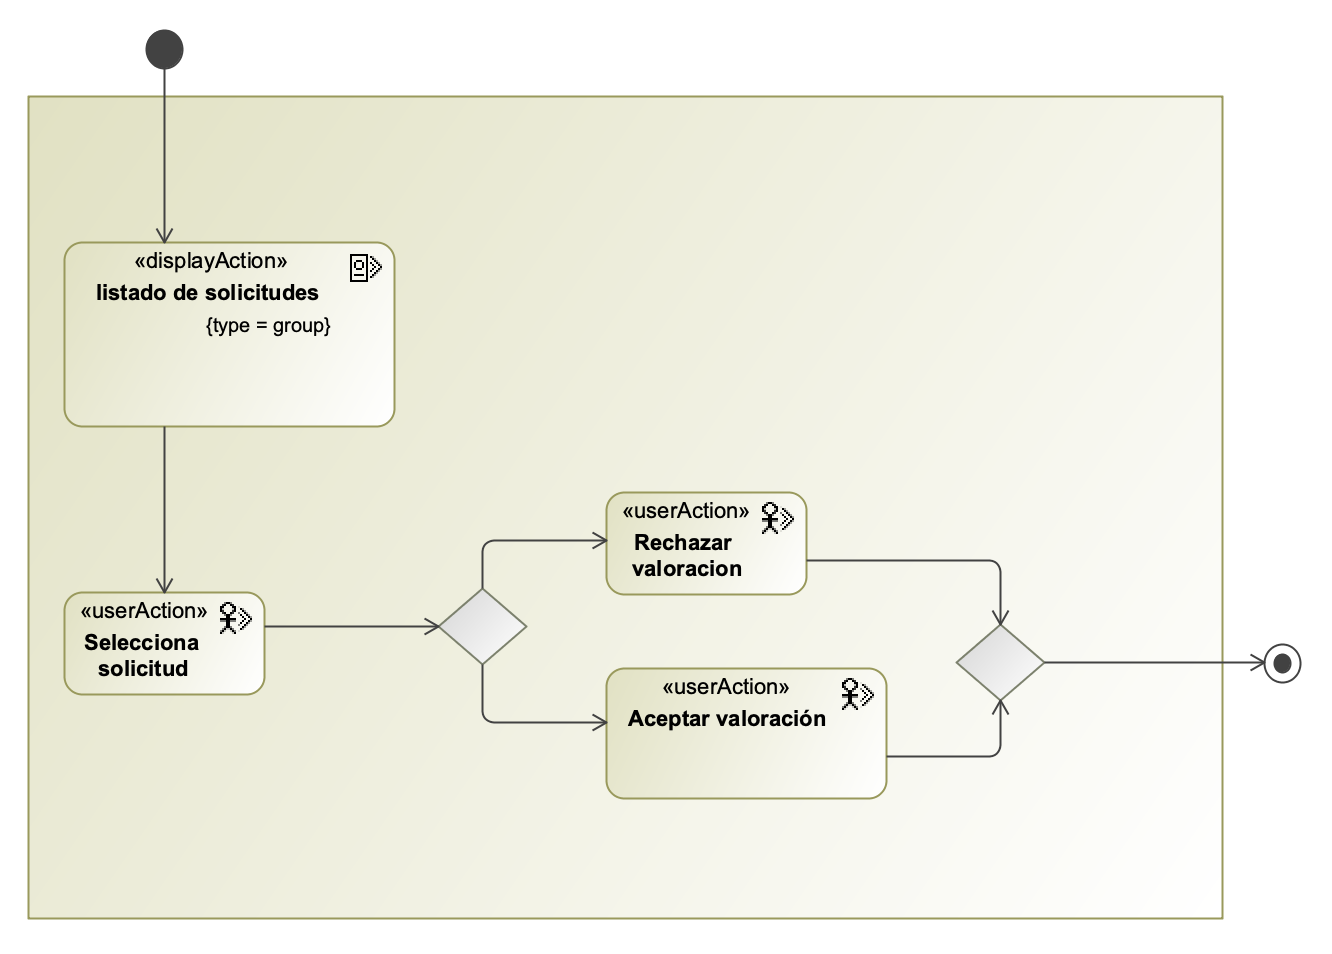 «displayAction»
listado de solicitudes
{type = group}
«userAction»
Selecciona
solicitud
«userAction»
Rechazar
valoracion
«userAction»
Aceptar valoración